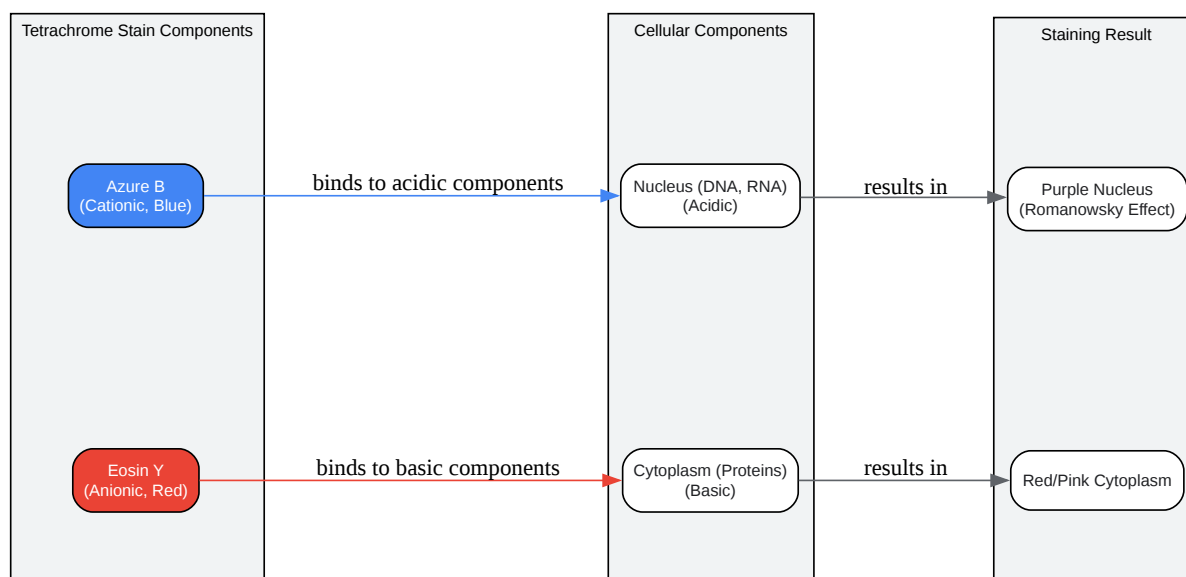 Tetrachrome Stain Components
Cellular Components
Staining Result
Azure B
(Cationic, Blue)
binds to acidic components
Nucleus (DNA, RNA)
(Acidic)
results in
Purple Nucleus
(Romanowsky Effect)
Eosin Y
(Anionic, Red)
binds to basic components
Cytoplasm (Proteins)
(Basic)
results in
Red/Pink Cytoplasm